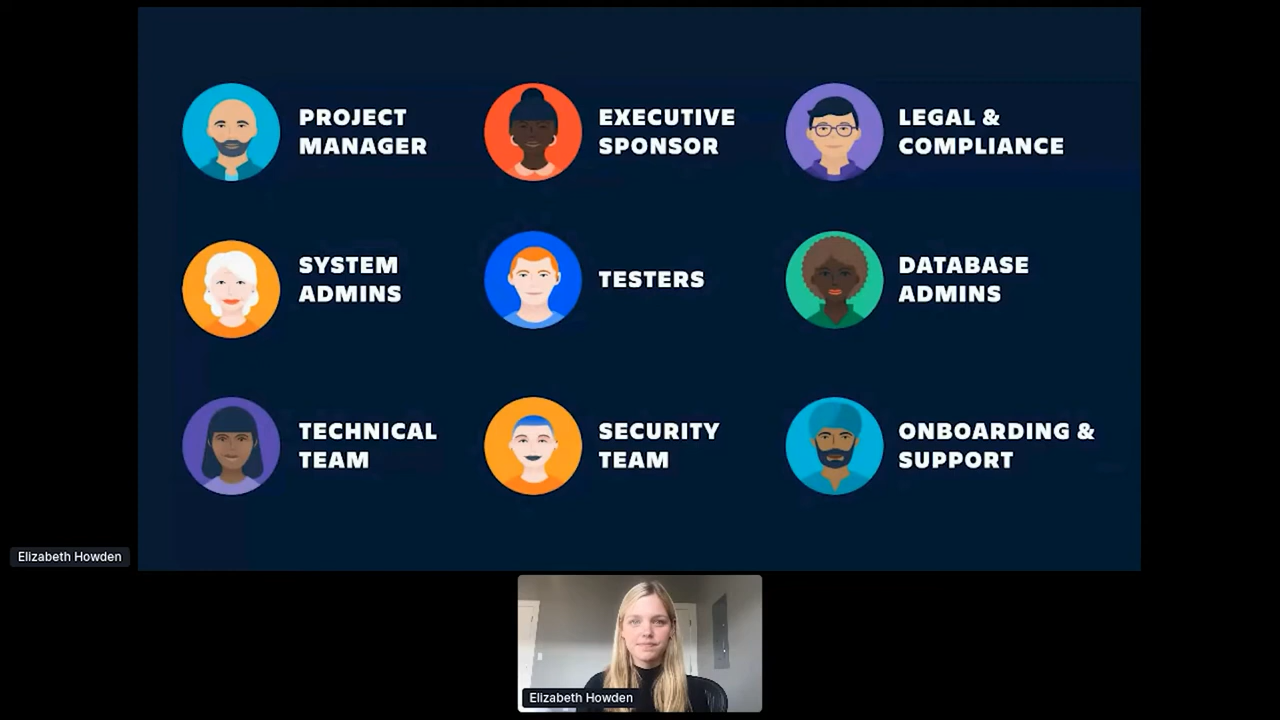 PROJECT
MANAGER
EXECUTIVE
SPONSOR
LEGAL &
COMPLIANCE
SYSTEM
ADMINS
TESTERS
DATABASE
ADMINS
TECHNICAL
TEAM
SECURITY
TEAM
ONBOARDING &
SUPPORT
Elizabeth Howden
Elizabeth Howden